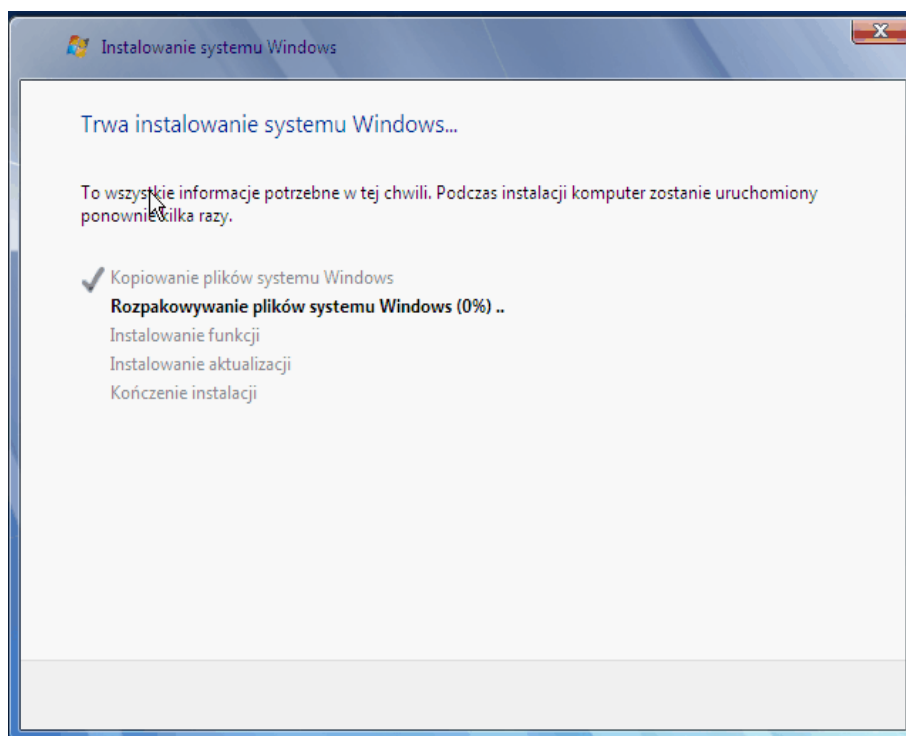 Instalowanie systemu Windows
Trwa instalowanie systemu Windows...
To wszystkie informacje potrzebne w tej chwili. Podczas instalacji komputer zostanie uruchomiony
ponownie kilka razy.
Kopiowanie plików systemu Windows
Rozpakowywanie plików systemu Windows (0%) ..
Instalowanie funkcji
Instalowanie aktualizacji
Kończenie instalacji